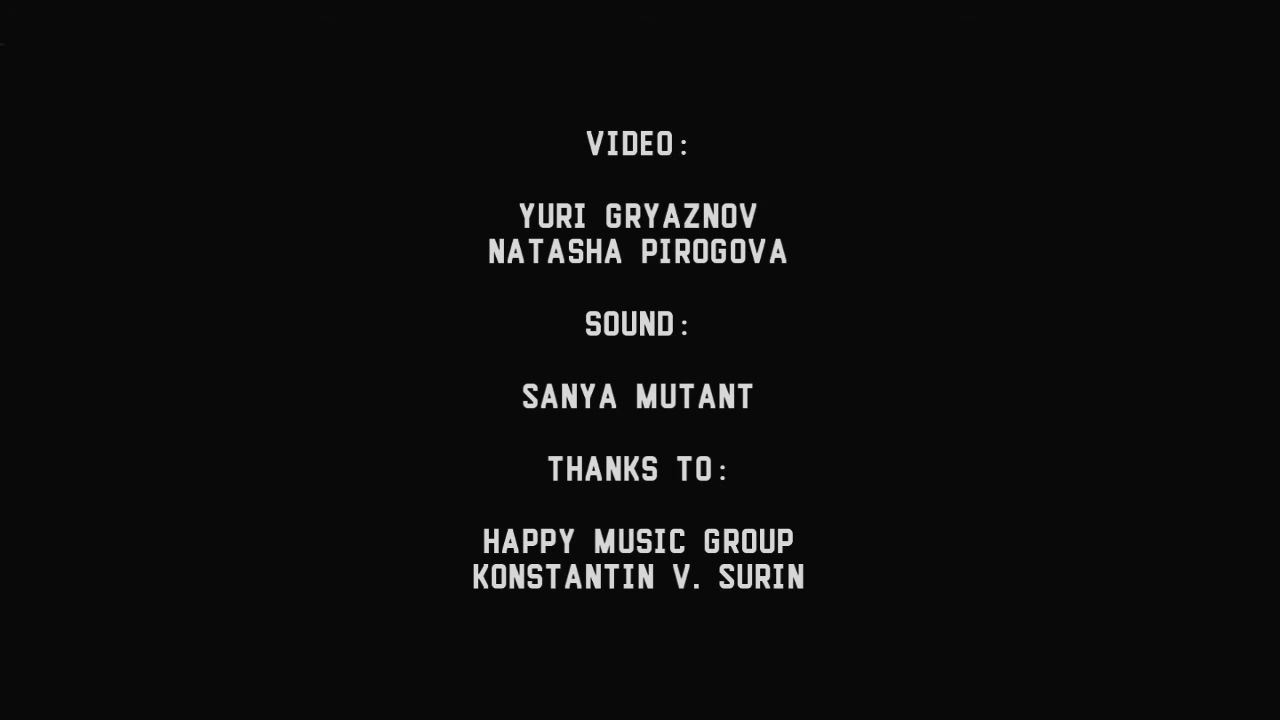 VIDEO:
YURI GRYAZNOV
NATASHA PIROGOVA
SOUND:
SANYA MUTANT
THANKS TO:
HAPPY MUSIC GROUP
KONSTANTIN V. SURIN